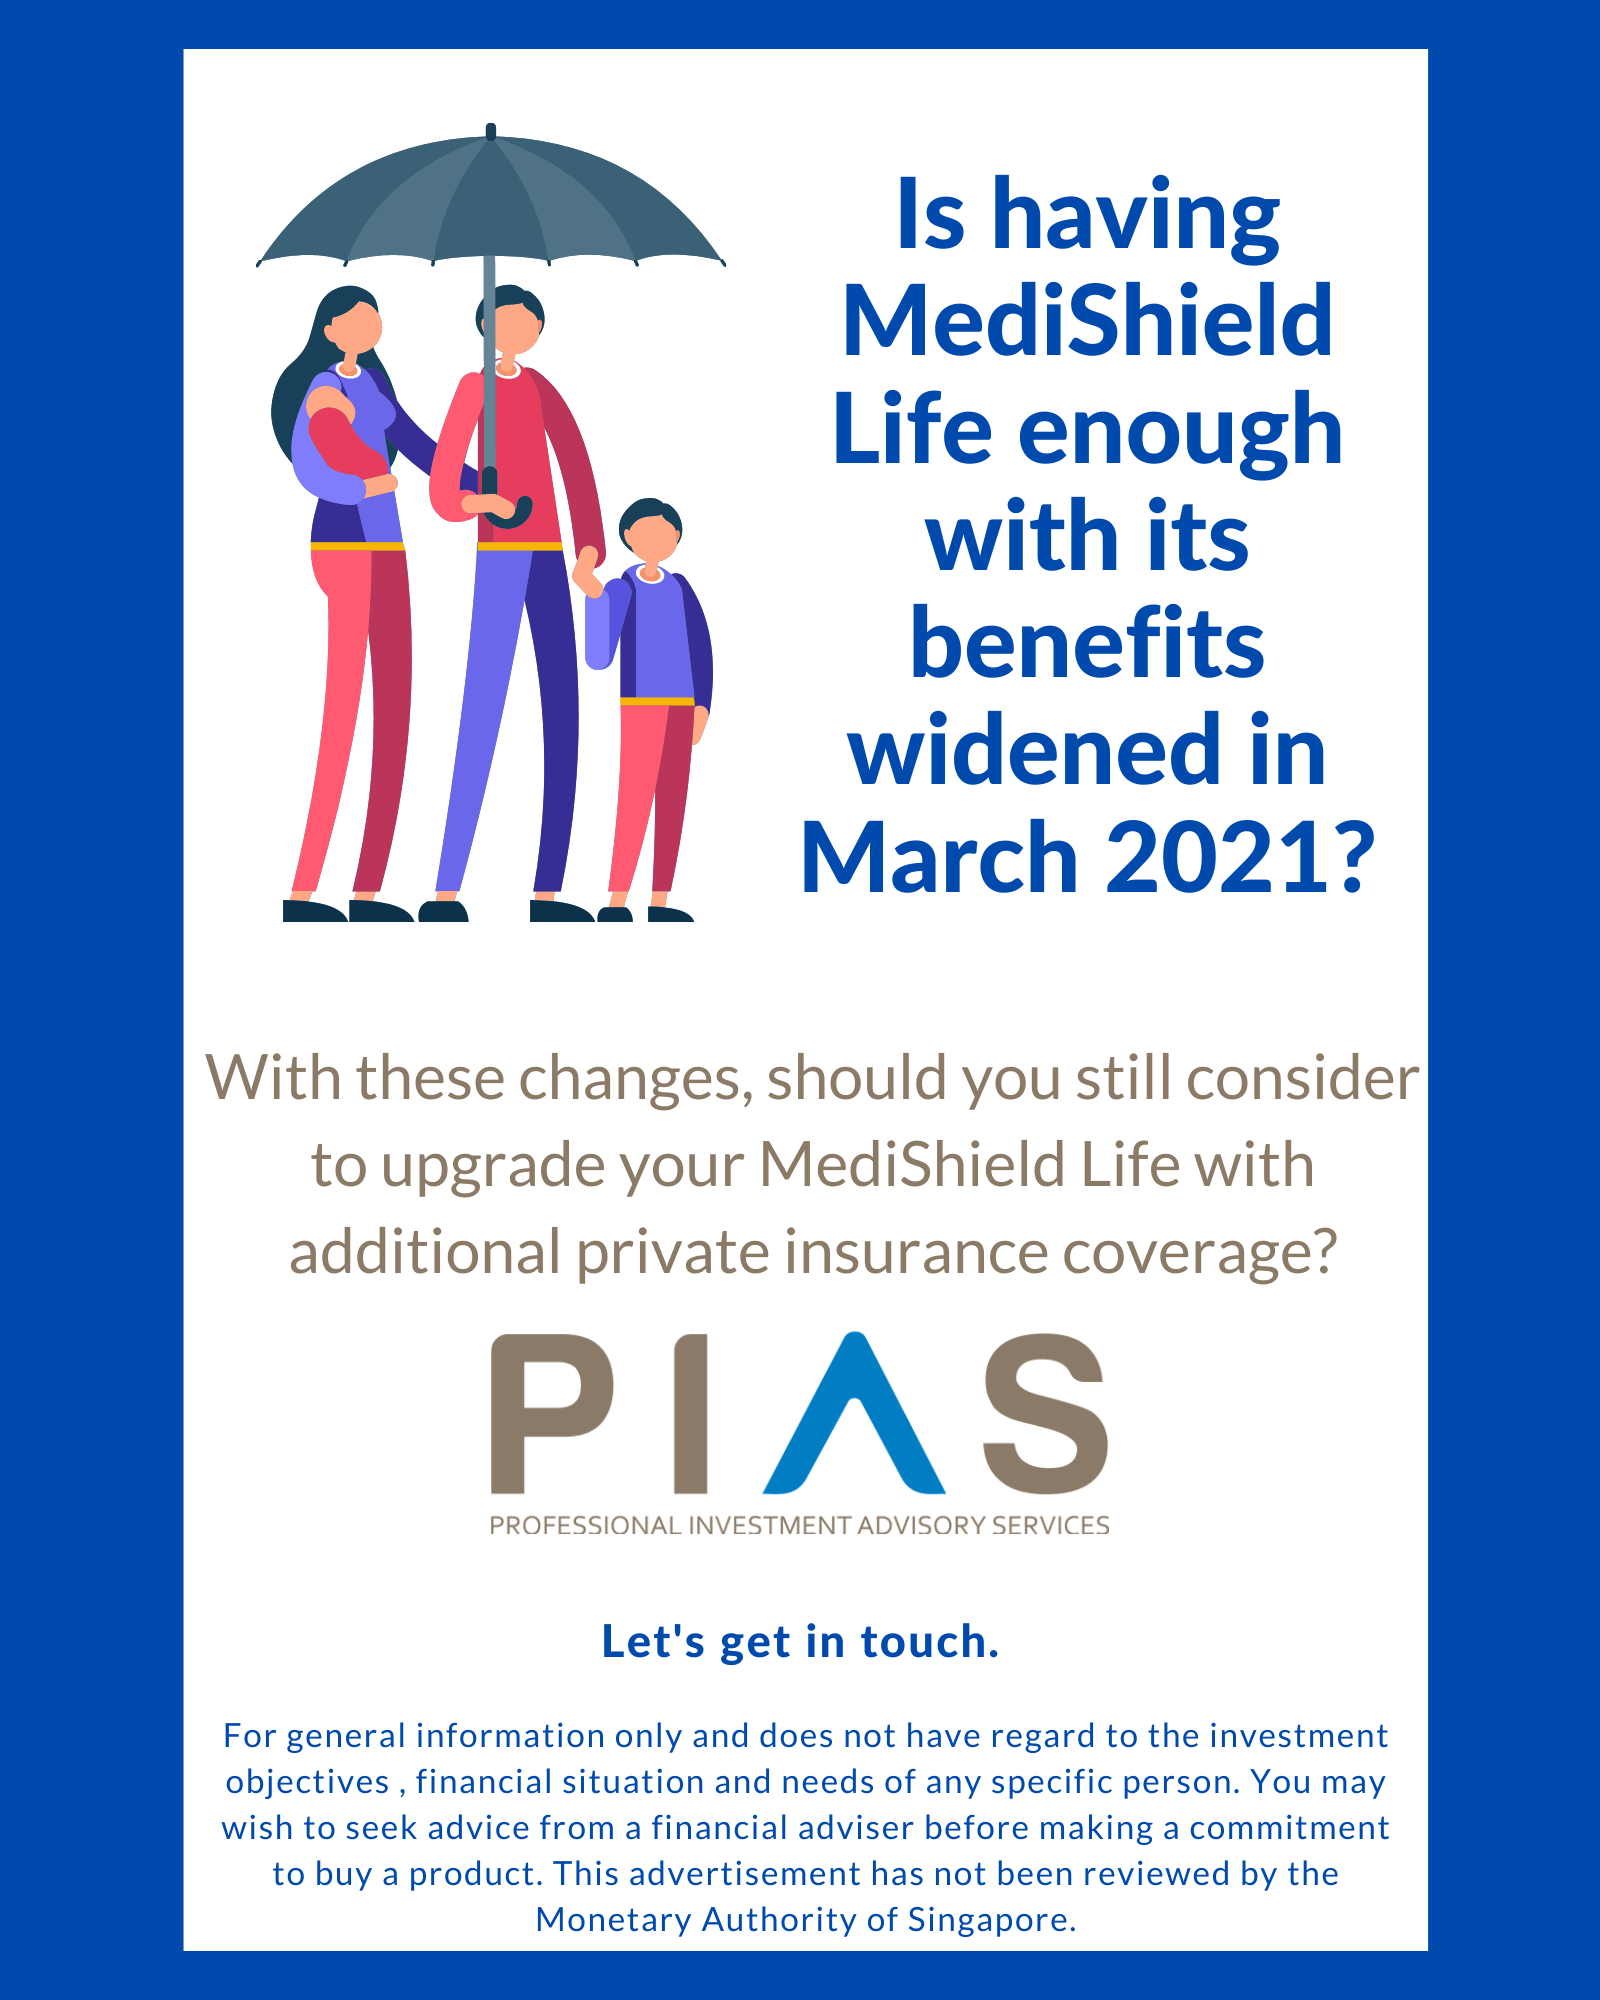 Is having
MediShield
Life enough
with its
benefits
widened in
March 2021?
With these changes, should you still consider
to upgrade your MediShield Life with
additional private insurance coverage?
PIAS
PROFESSIONAL INVESTMENT ADVISORY SERVICES
Let's get in touch.
For general information only and does not have regard to the investment
objectives , financial situation and needs of any specific person. You may
wish to seek advice from a financial adviser before making a commitment
to buy a product. This advertisement has not been reviewed by the
Monetary Authority of Singapore.